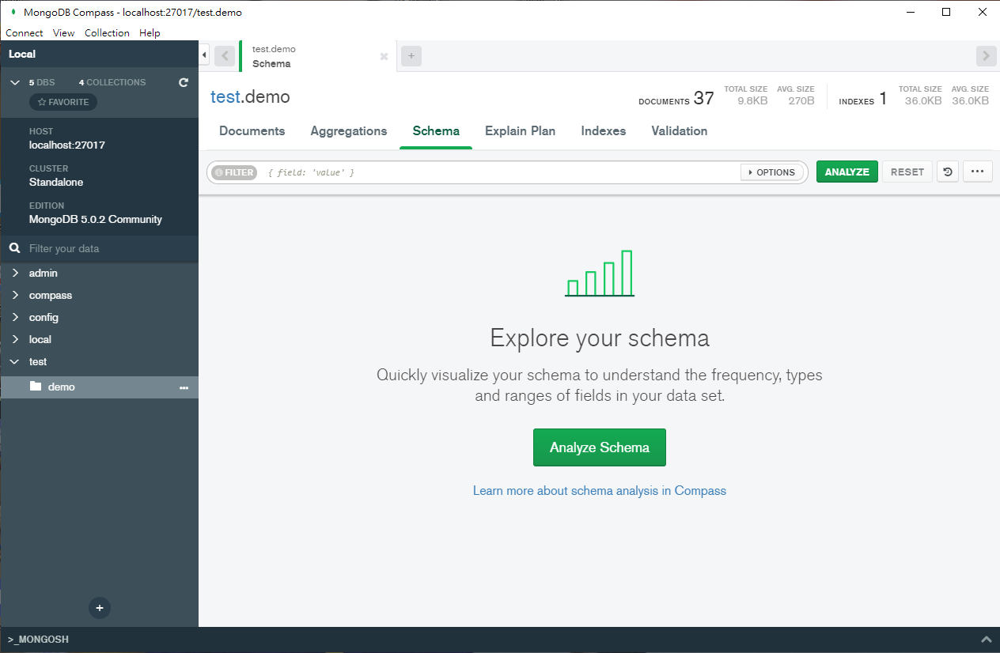 MongoDB Compass - localhost:27017/test.demo
Connect View Collection Help
Local
5 DBS 4 COLLECTIONS
FAVORITE
HOST
localhost:27017
CLUSTER
Standalone
EDITION
MongoDB 5.0.2 Community
Filter your data
admin
compass
config
local
test
demo
>_MONGOSH
test.demo
Schema
test.demo
DOCUMENTS 37
TOTAL SIZE
9.8KB
AVG. SIZE
270B
INDEXES 1
TOTAL SIZE
36.0KB
AVG. SIZE
36.0KB
Documents Aggregations Schema Explain Plan Indexes Validation
FILTER { field: 'value' } OPTIONS ANALYZE RESET
Explore your schema
Quickly visualize your schema to understand the frequency, types
and ranges of fields in your data set.
Analyze Schema
Learn more about schema analysis in Compass